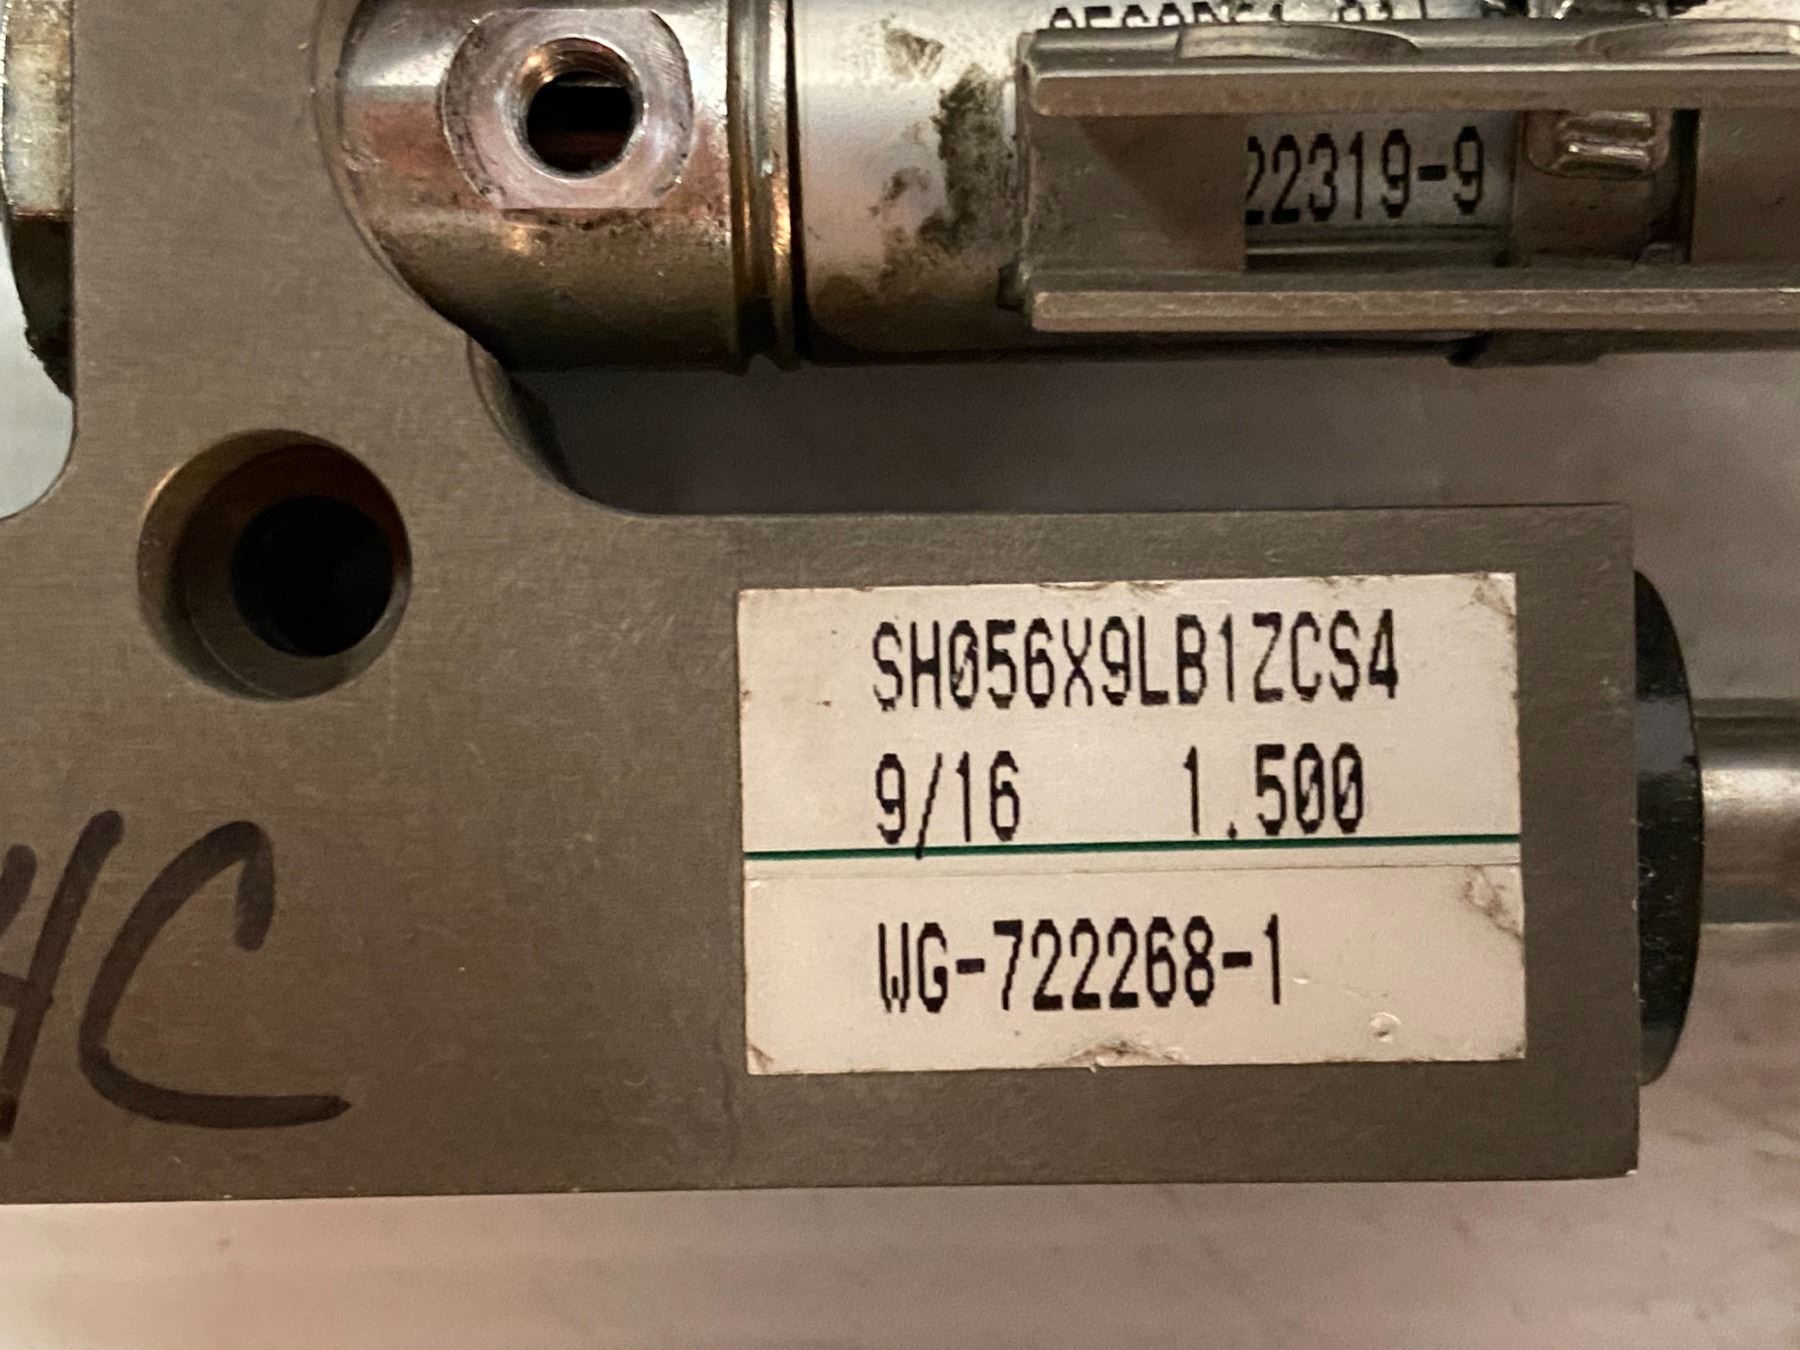 22319-9
SH056X9LB1ZCS4
9/16 1.500
WG-722268-1
HC